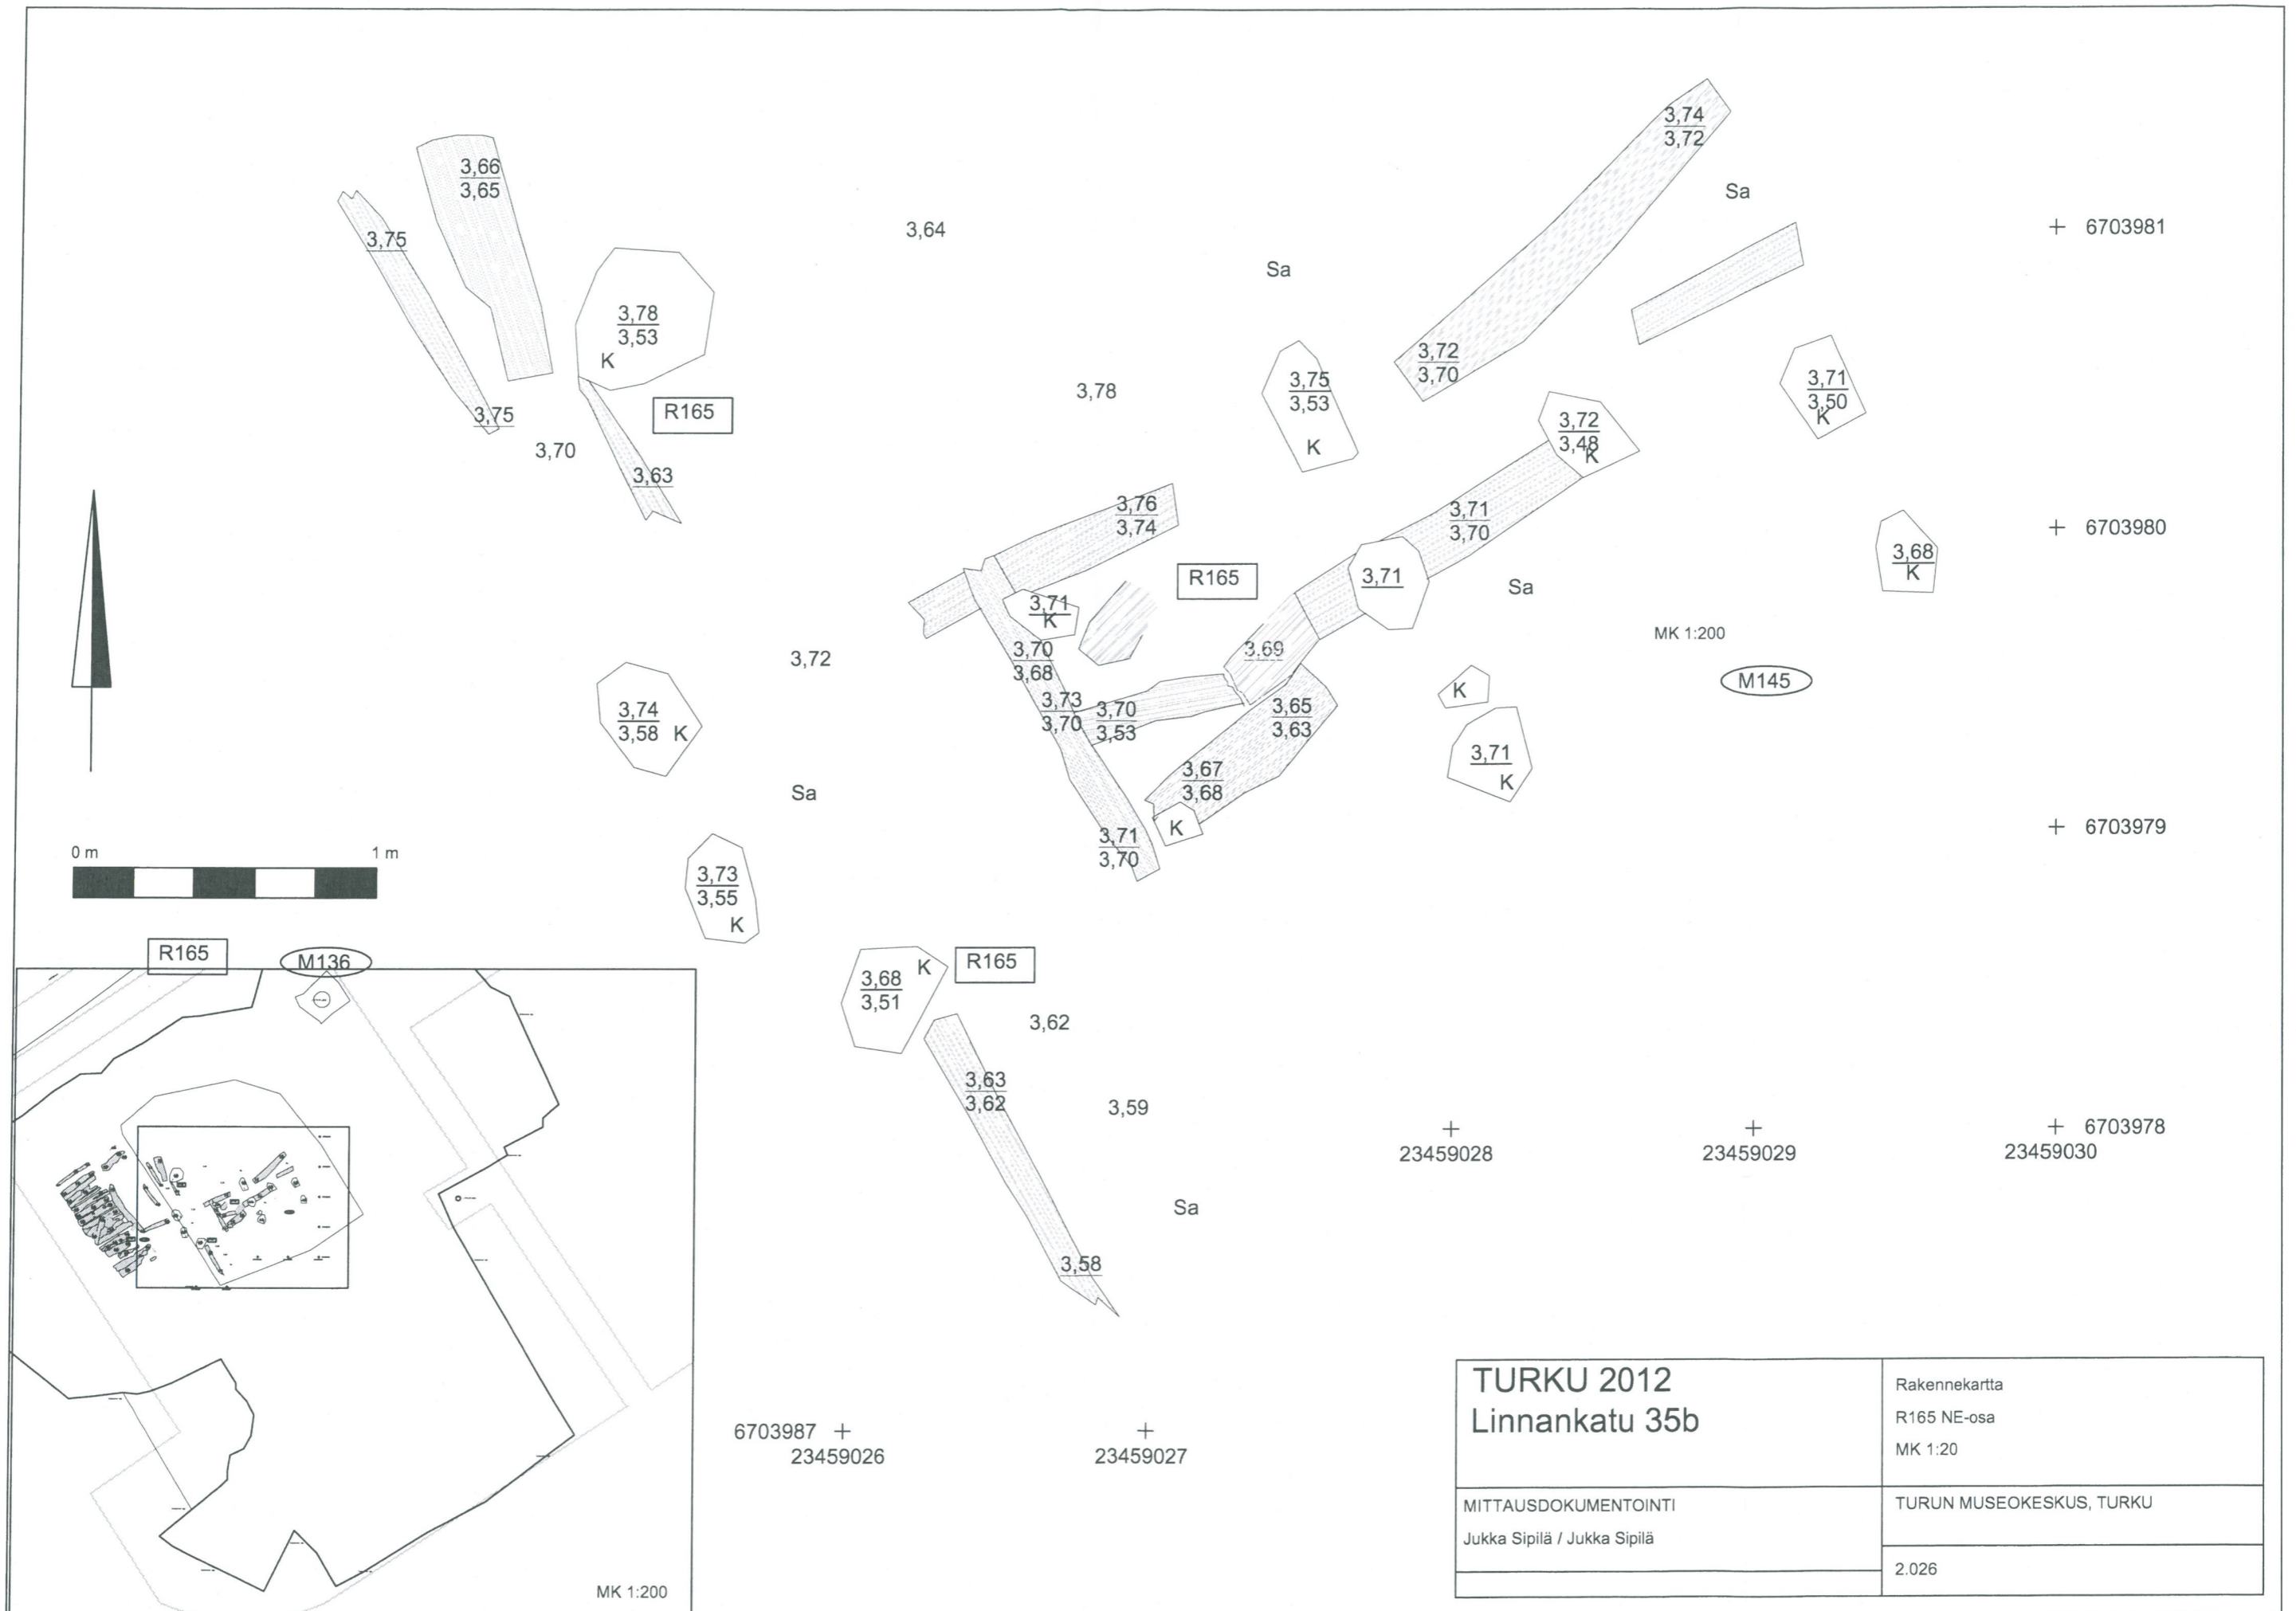 3,74
3,72
3,66
3,65
Sa
3,75
3,64
6703981
Sa
3,78
3,53
K
3,72
3,70
3,75
3,53
K
3,78
3,71
3,50
K
R165
3,75
3,70
3,72
3,48
K
3,63
3,76
3,74
3,71
3,70
6703980
3,68
K
R165
3,71
Sa
3,71
K
MK 1:200
3,72
3,70
3,68
3,69
M145
K
3,74
3,58 K
3,73
3,70
3,70
3,53
3,65
3,63
3,71
K
Sa
3,67
3,68
K
6703979
3,71
3,70
0 m 1 m
3,73
3,55
K
R165
M136
3,68
3,51
K
R165
3,62
3,63
3,62
3,59
6703978
23459028
23459029
23459030
Sa
3,58
6703987
23459026
23459027
MK 1:200
TURKU 2012
Linnankatu 35b
Rakennekartta
R165 NE-osa
MK 1:20
MITTAUSDOKUMENTOINTI
Jukka Sipilä / Jukka Sipilä
TURUN MUSEOKESKUS, TURKU
2.026